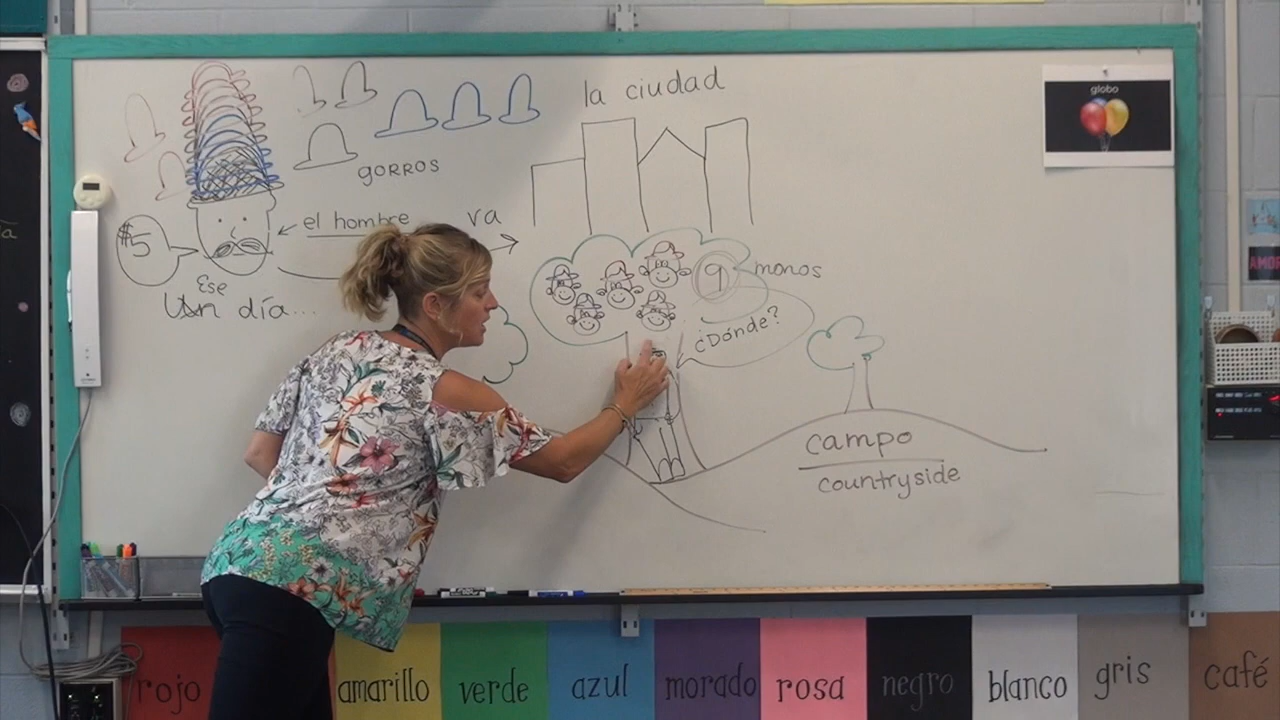 la ciudad
globo
gorros
el hombre
va
#5
Ese
Un día...
9
monos
¿Dónde?
campo
countryside
AMOR
rojo
amarillo
verde
azul
morado
rosa
negro
blanco
gris
café